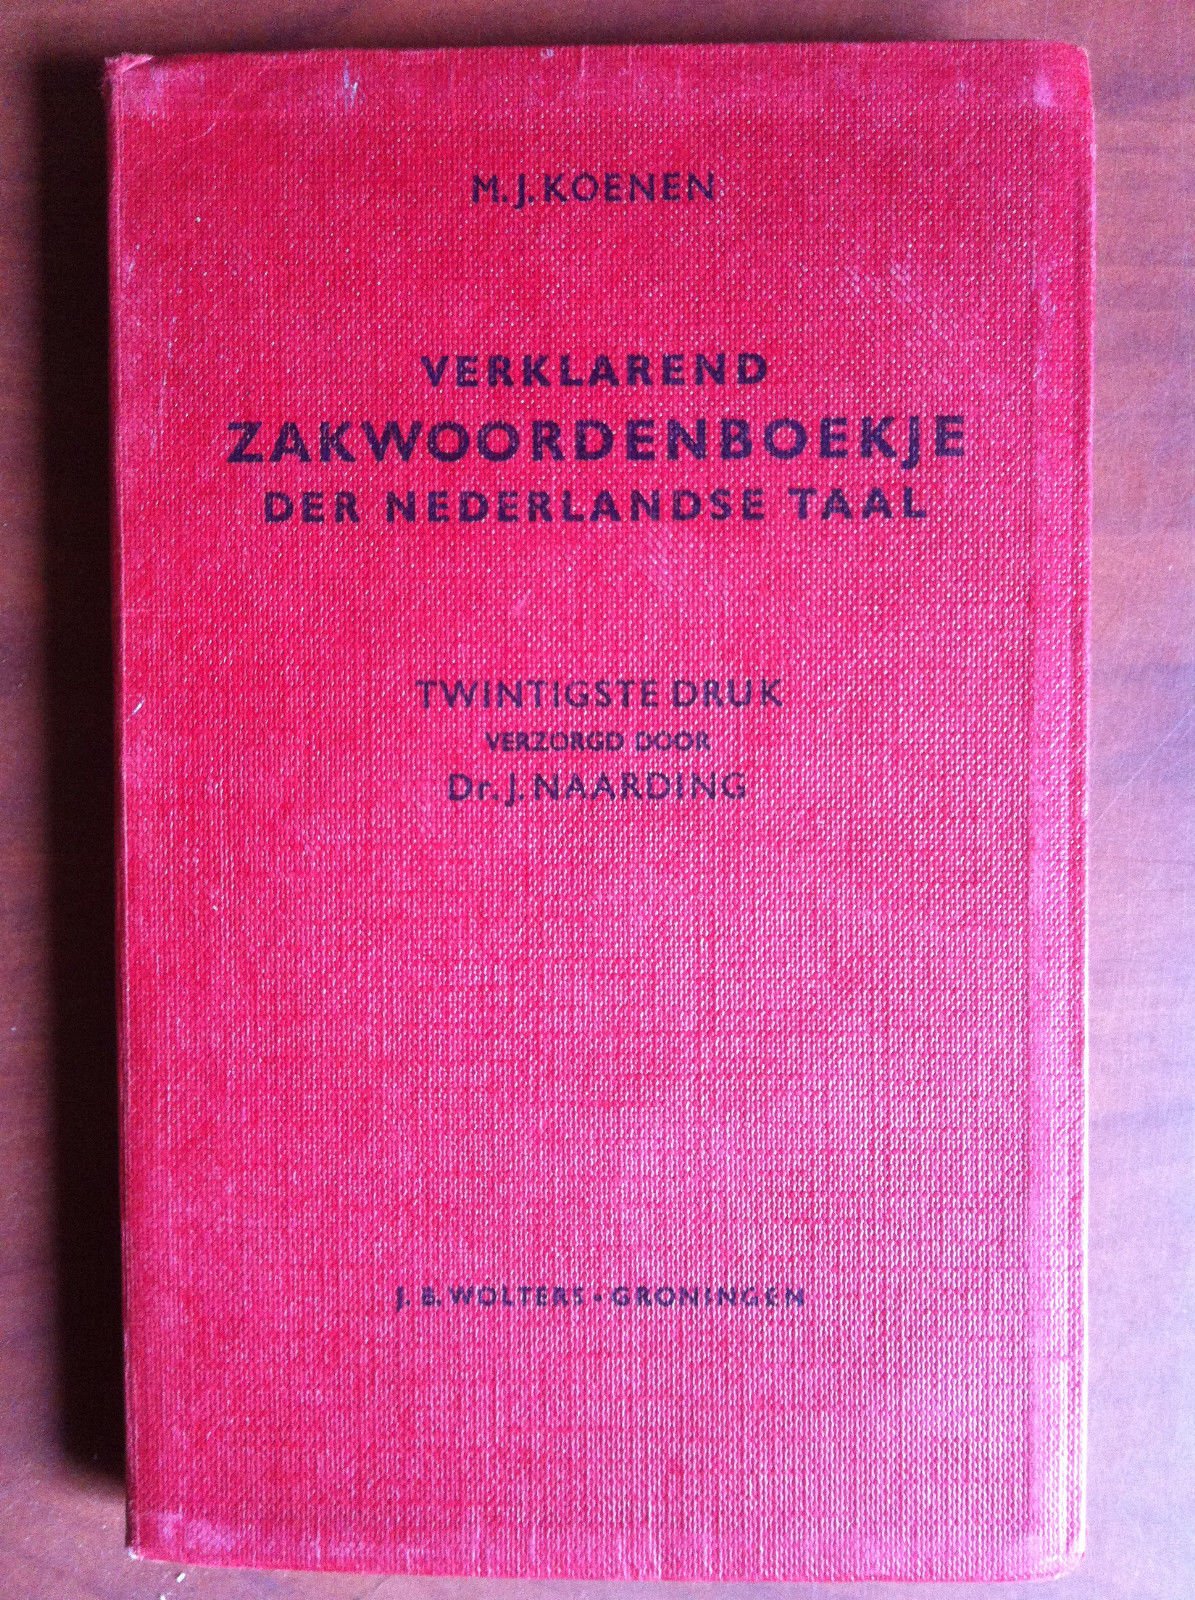 M. J. KOENEN
VERKLAREND
ZAKWOORDENBOEKJE
DER NEDERLANDSE TAAL
TWINTIGSTE DRUK
VERZORGD DOOR
Dr. J. NAARDING
J. B. WOLTERS • GRONINGEN